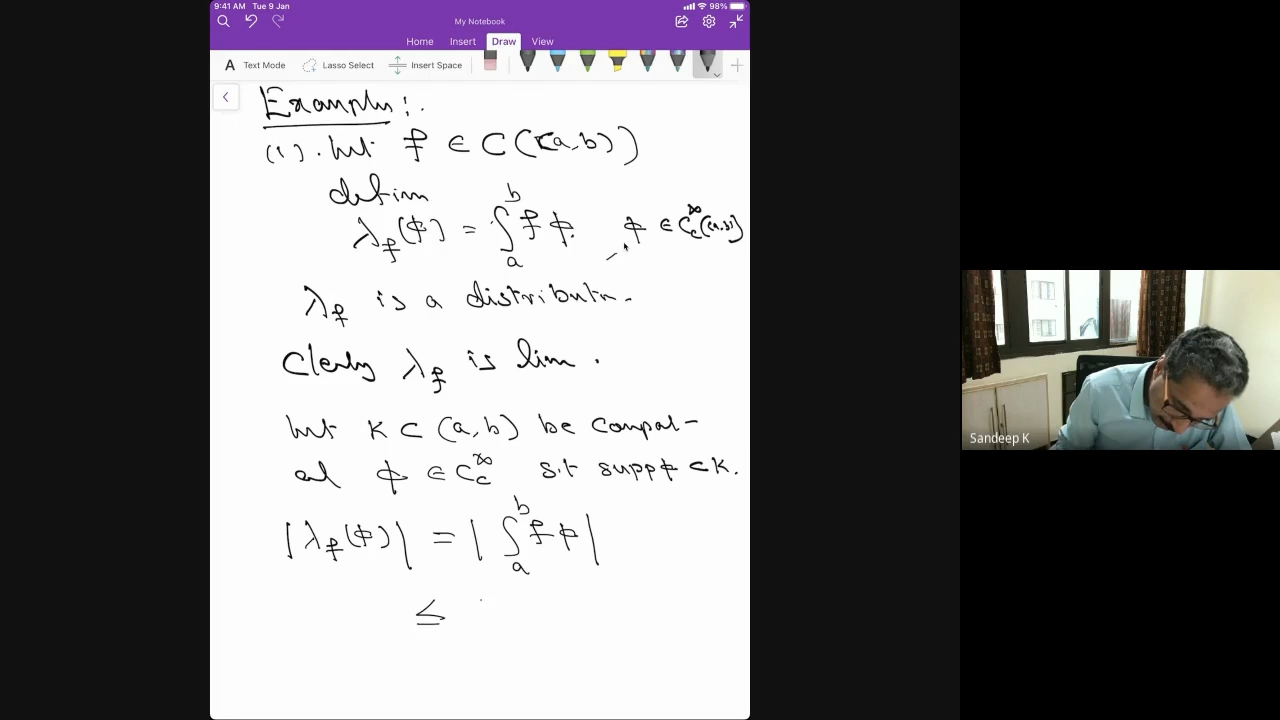 9:41 AM Tue 9 Jan 98%
My Notebook
Home Insert Draw View
A Text Mode Lasso Select Insert Space
Examples:
(1). Let f ∈ C((a,b))
define
λ_f(φ) = ∫_a^b f φ. φ ∈ C_c^∞((a,b))
λ_f is a distributn.
Clearly λ_f is lin.
Let K ⊂ (a,b) be compact
and φ ∈ C_c^∞ s.t supp φ ⊂ K.
|λ_f(φ)| = |∫_a^b f φ|
≤
Sandeep K